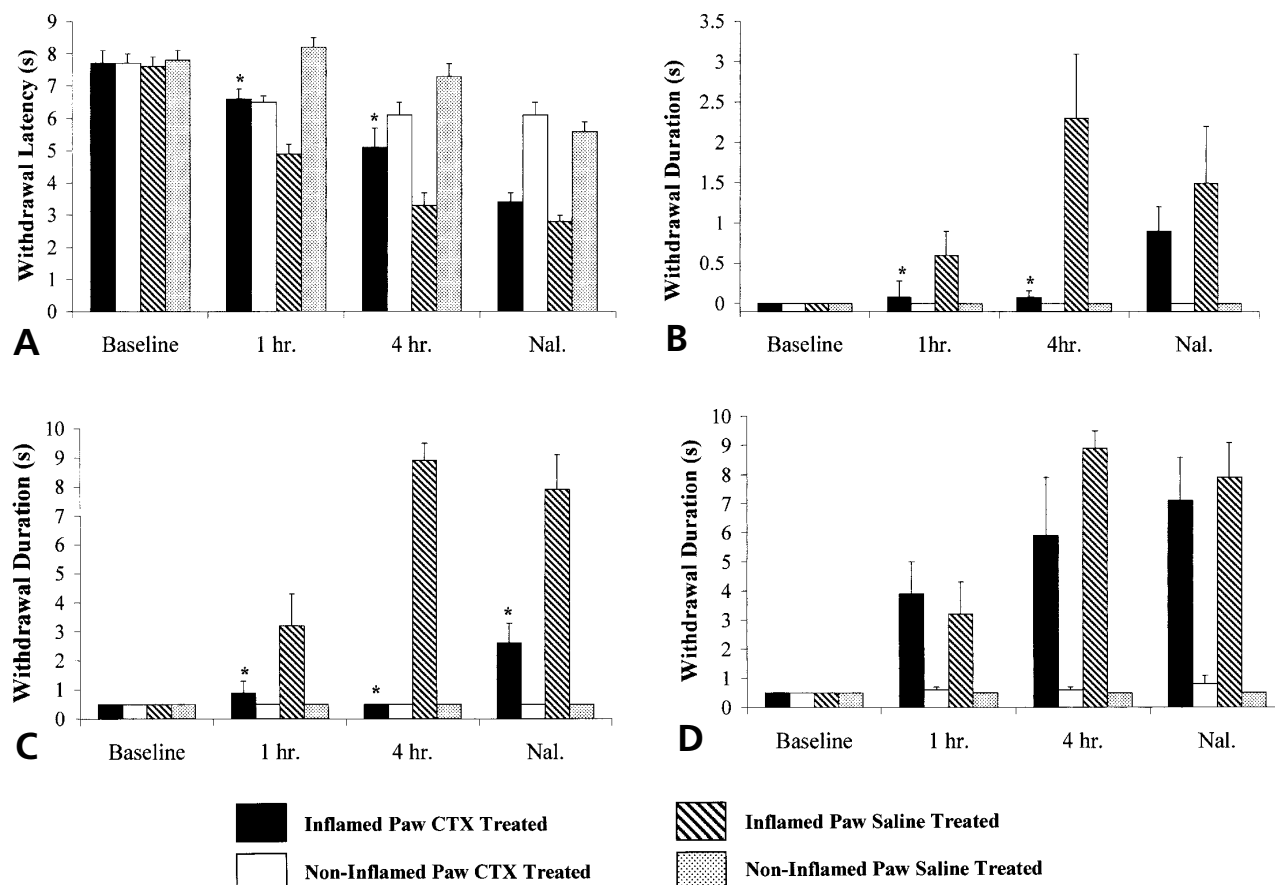 Withdrawal Latency (s)
9
8
7
6
5
4
3
2
1
0
Baseline
1 hr.
4 hr.
Nal.
*
*
A
Withdrawal Duration (s)
3.5
3
2.5
2
1.5
1
0.5
0
Baseline
1hr.
4hr.
Nal.
*
*
B
Withdrawal Duration (s)
10
9
8
7
6
5
4
3
2
1
0
Baseline
1 hr.
4 hr.
Nal.
*
*
*
C
Withdrawal Duration (s)
10
9
8
7
6
5
4
3
2
1
0
Baseline
1 hr.
4 hr.
Nal.
D
Inflamed Paw CTX Treated
Non-Inflamed Paw CTX Treated
Inflamed Paw Saline Treated
Non-Inflamed Paw Saline Treated